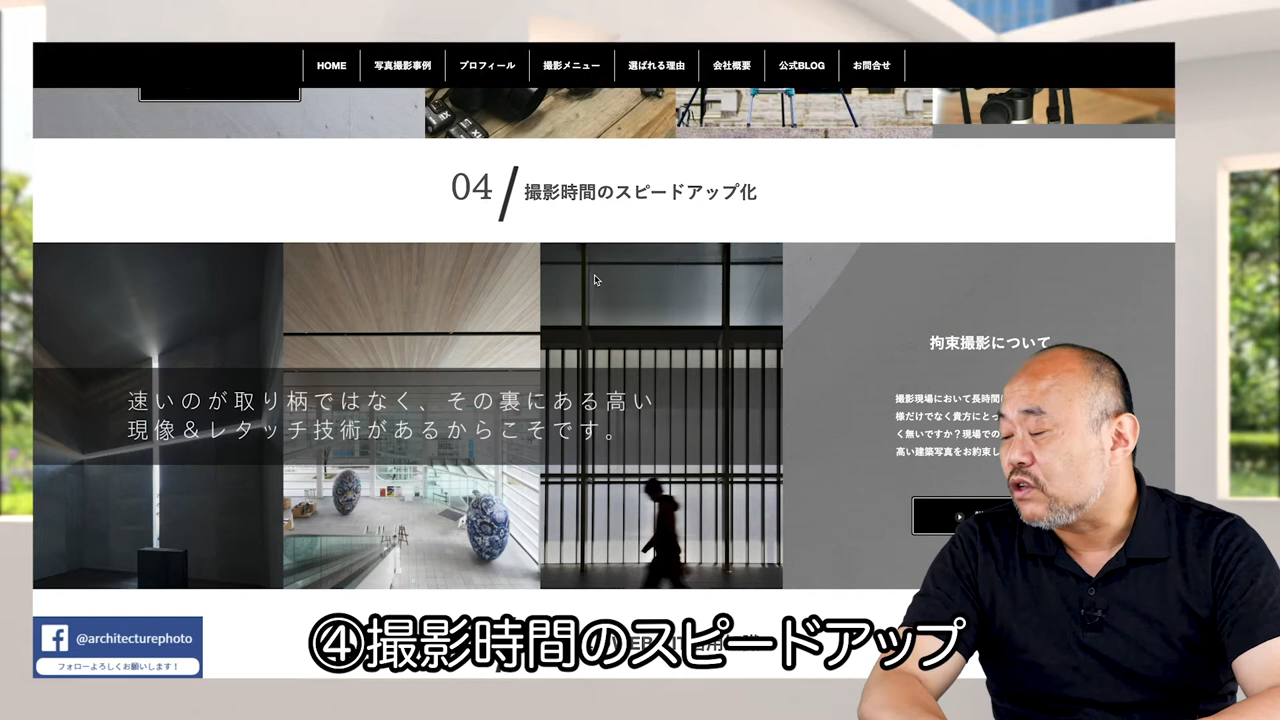 HOME 写真撮影事例 プロフィール 撮影メニュー 選ばれる理由 会社概要 公式BLOG お問合せ
04 撮影時間のスピードアップ化
速いのが取り柄ではなく、その裏にある高い
現像＆レタッチ技術があるからこそです。
拘束撮影について
撮影現場において長時間
様だけでなく貴方にとっ
く無いですか？現場での
高い建築写真をお約束し
@architecturephoto
フォローよろしくお願いします！
④撮影時間のスピードアップ